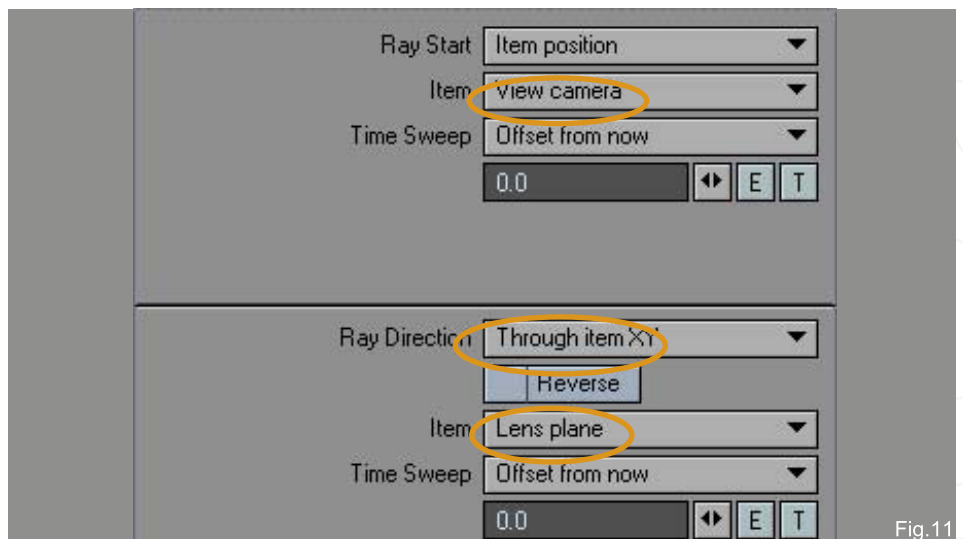 Ray Start Item position
Item View camera
Time Sweep Offset from now
0.0 E T
Ray Direction Through item XY
Reverse
Item Lens plane
Time Sweep Offset from now
0.0 E T
Fig.11